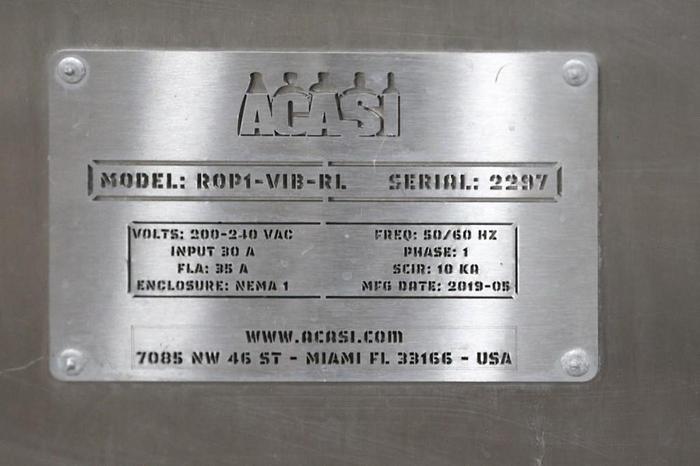 ACASI
MODEL: ROP1-VIB-RL SERIAL: 2297
VOLTS: 200-240 VAC FREQ: 50/60 HZ
INPUT 30 A PHASE: 1
FLA: 35 A SCIR: 10 KA
ENCLOSURE: NEMA 1 MFG DATE: 2019-05
www.acasi.com
7085 NW 46 ST - MIAMI FL 33166 - USA